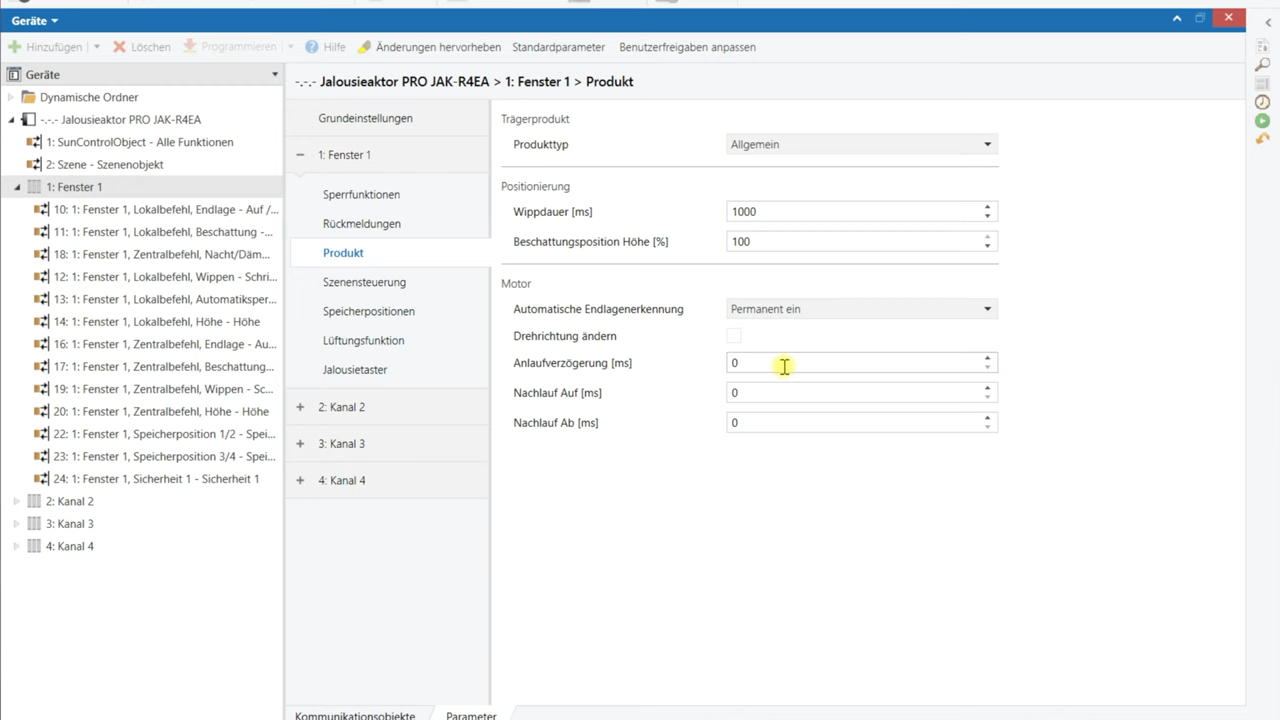 Geräte
Hinzufügen
Löschen
Programmieren
Hilfe
Änderungen hervorheben
Standardparameter
Benutzerfreigaben anpassen
Geräte
Dynamische Ordner
-.-.- Jalousieaktor PRO JAK-R4EA
1: SunControlObject - Alle Funktionen
2: Szene - Szenenobjekt
1: Fenster 1
10: 1: Fenster 1, Lokalbefehl, Endlage - Auf /...
11: 1: Fenster 1, Lokalbefehl, Beschattung -...
18: 1: Fenster 1, Zentralbefehl, Nacht/Däm...
12: 1: Fenster 1, Lokalbefehl, Wippen - Schri...
13: 1: Fenster 1, Lokalbefehl, Automatiksper...
14: 1: Fenster 1, Lokalbefehl, Höhe - Höhe
16: 1: Fenster 1, Zentralbefehl, Endlage - Au...
17: 1: Fenster 1, Zentralbefehl, Beschattung...
19: 1: Fenster 1, Zentralbefehl, Wippen - Sc...
20: 1: Fenster 1, Zentralbefehl, Höhe - Höhe
22: 1: Fenster 1, Speicherposition 1/2 - Spei...
23: 1: Fenster 1, Speicherposition 3/4 - Spei...
24: 1: Fenster 1, Sicherheit 1 - Sicherheit 1
2: Kanal 2
3: Kanal 3
4: Kanal 4
-.-.- Jalousieaktor PRO JAK-R4EA > 1: Fenster 1 > Produkt
Grundeinstellungen
1: Fenster 1
Sperrfunktionen
Rückmeldungen
Produkt
Szenensteuerung
Speicherpositionen
Lüftungsfunktion
Jalousietaster
2: Kanal 2
3: Kanal 3
4: Kanal 4
Trägerprodukt
Produkttyp Allgemein
Positionierung
Wippdauer [ms] 1000
Beschattungsposition Höhe [%] 100
Motor
Automatische Endlagenerkennung Permanent ein
Drehrichtung ändern
Anlaufverzögerung [ms] 0
Nachlauf Auf [ms] 0
Nachlauf Ab [ms] 0
Kommunikationsobjekte
Parameter